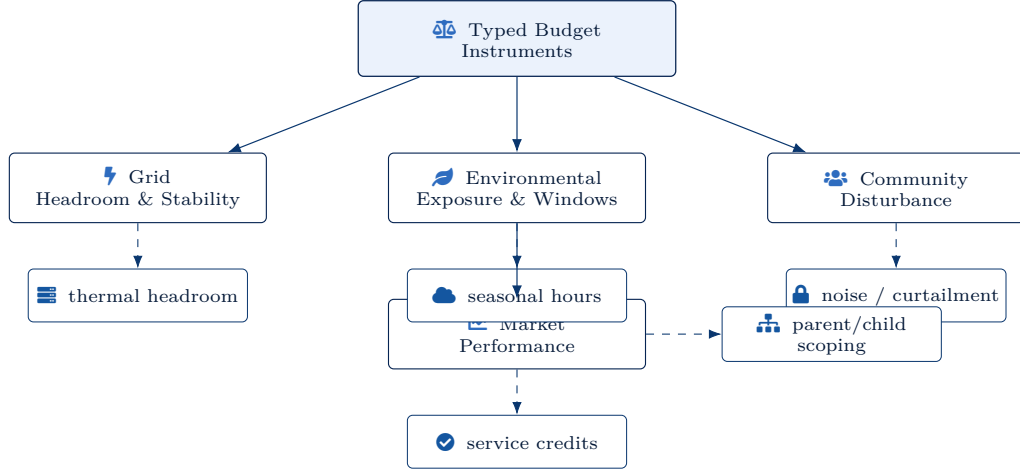 Typed Budget
Instruments
Grid
Headroom & Stability
Environmental
Exposure & Windows
Community
Disturbance
thermal headroom
seasonal hours
noise / curtailment
Market
Performance
parent/child
scoping
service credits